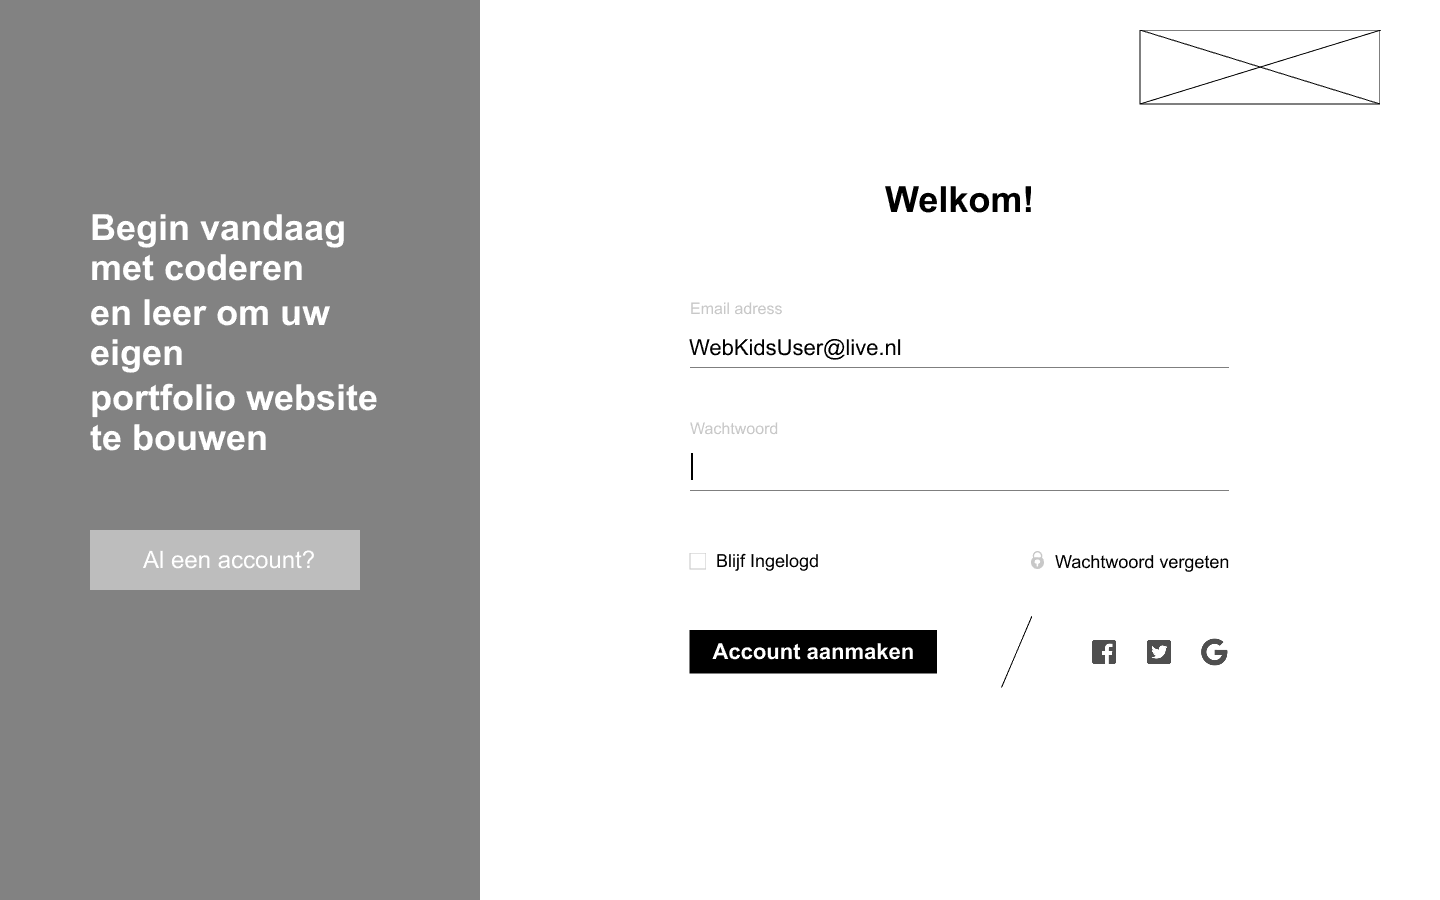 Begin vandaag
met coderen
en leer om uw
eigen
portfolio website
te bouwen
Al een account?
Welkom!
Email adress
WebKidsUser@live.nl
Wachtwoord
Blijf Ingelogd
Wachtwoord vergeten
Account aanmaken